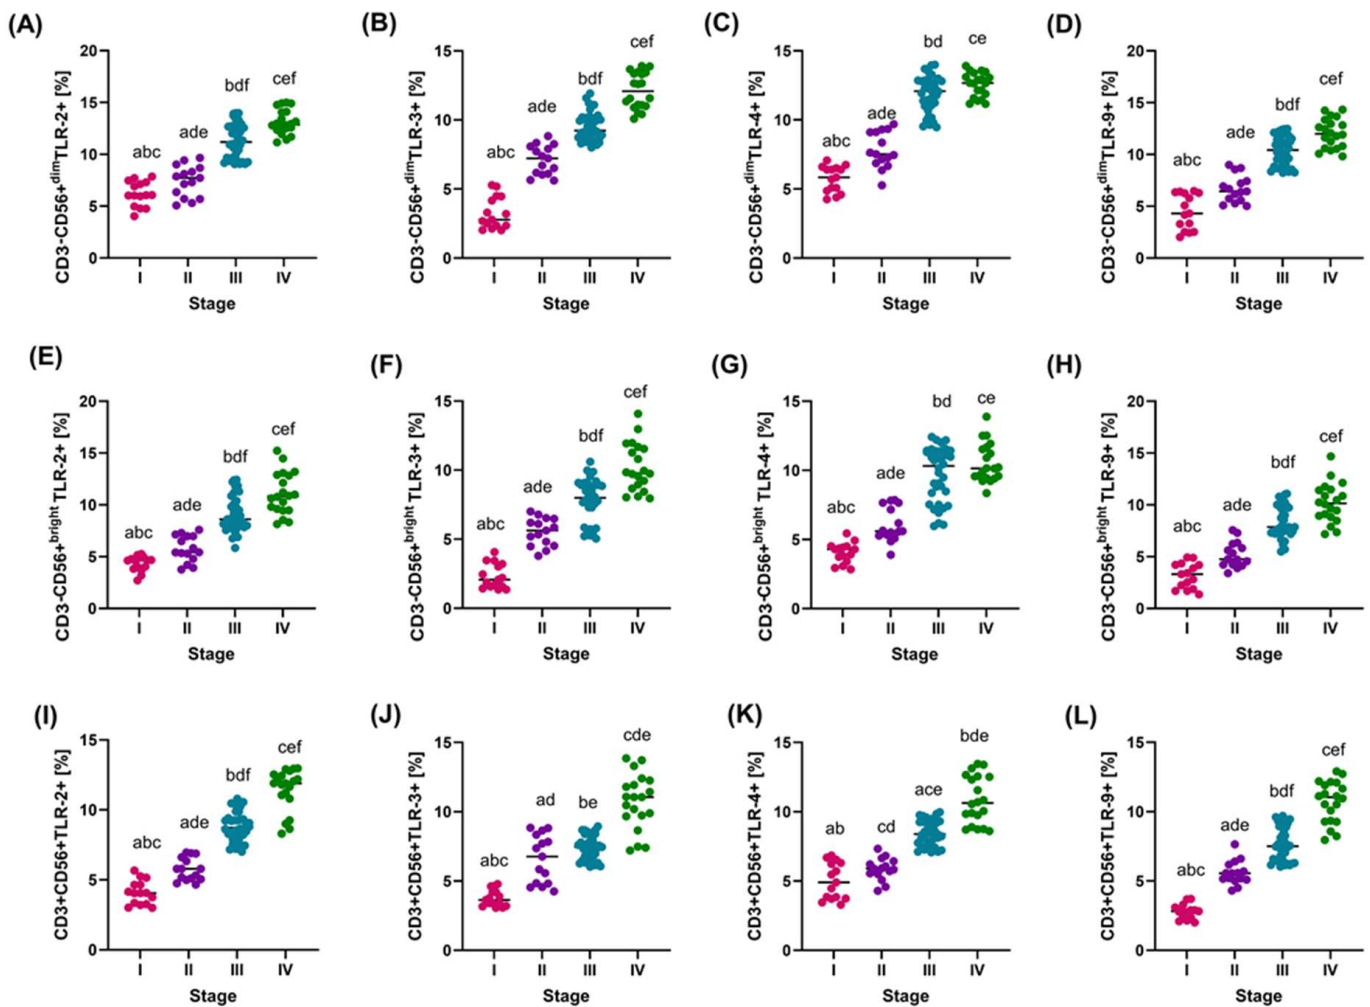 (A)
CD3-CD56+dimTLR-2+ [%]
20
15
10
5
0
abc
ade
bdf
cef
I II III IV
Stage
(B)
CD3-CD56+dimTLR-3+ [%]
15
10
5
0
abc
ade
bdf
cef
I II III IV
Stage
(C)
CD3-CD56+dimTLR-4+ [%]
15
10
5
0
abc
ade
bd
ce
I II III IV
Stage
(D)
CD3-CD56+dimTLR-9+ [%]
20
15
10
5
0
abc
ade
bdf
cef
I II III IV
Stage
(E)
CD3-CD56+bright TLR-2+ [%]
20
15
10
5
0
abc
ade
bdf
cef
I II III IV
Stage
(F)
CD3-CD56+bright TLR-3+ [%]
15
10
5
0
abc
ade
bdf
cef
I II III IV
Stage
(G)
CD3-CD56+bright TLR-4+ [%]
15
10
5
0
abc
ade
bd
ce
I II III IV
Stage
(H)
CD3-CD56+bright TLR-9+ [%]
20
15
10
5
0
abc
ade
bdf
cef
I II III IV
Stage
(I)
CD3+CD56+TLR-2+ [%]
15
10
5
0
abc
ade
bdf
cef
I II III IV
Stage
(J)
CD3+CD56+TLR-3+ [%]
15
10
5
0
abc
ad
be
cde
I II III IV
Stage
(K)
CD3+CD56+TLR-4+ [%]
15
10
5
0
ab
cd
ace
bde
I II III IV
Stage
(L)
CD3+CD56+TLR-9+ [%]
15
10
5
0
abc
ade
bdf
cef
I II III IV
Stage